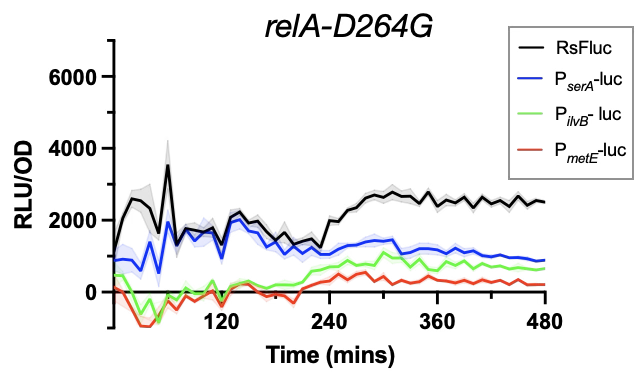 relA-D264G
RsFluc
PserA-luc
PilvB- luc
PmetE-luc
RLU/OD
6000
4000
2000
0
120
240
360
480
Time (mins)